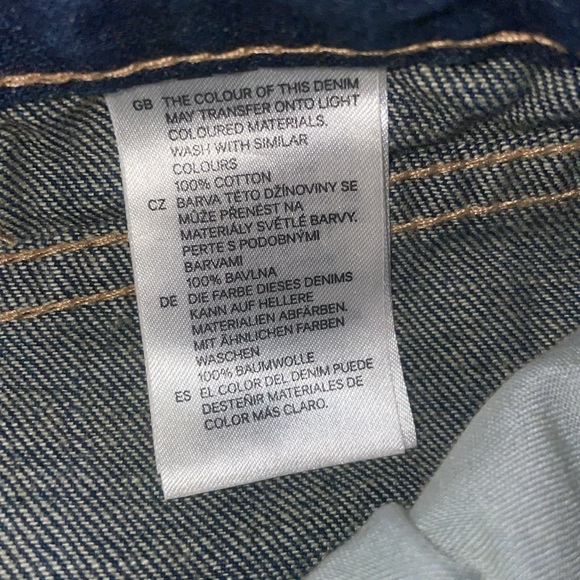 GB THE COLOUR OF THIS DENIM
MAY TRANSFER ONTO LIGHT
COLOURED MATERIALS.
WASH WITH SIMILAR
COLOURS
100% COTTON
CZ BARVA TÉTO DŽÍNOVINY SE
MŮŽE PŘENÉST NA
MATERIÁLY SVĚTLÉ BARVY.
PERTE S PODOBNÝMI
BARVAMI
100% BAVLNA
DE DIE FARBE DIESES DENIMS
KANN AUF HELLERE
MATERIALIEN ABFÄRBEN.
MIT ÄHNLICHEN FARBEN
WASCHEN
100% BAUMWOLLE
ES EL COLOR DEL DENIM PUEDE
DESTEÑIR MATERIALES DE
COLOR MÁS CLARO.